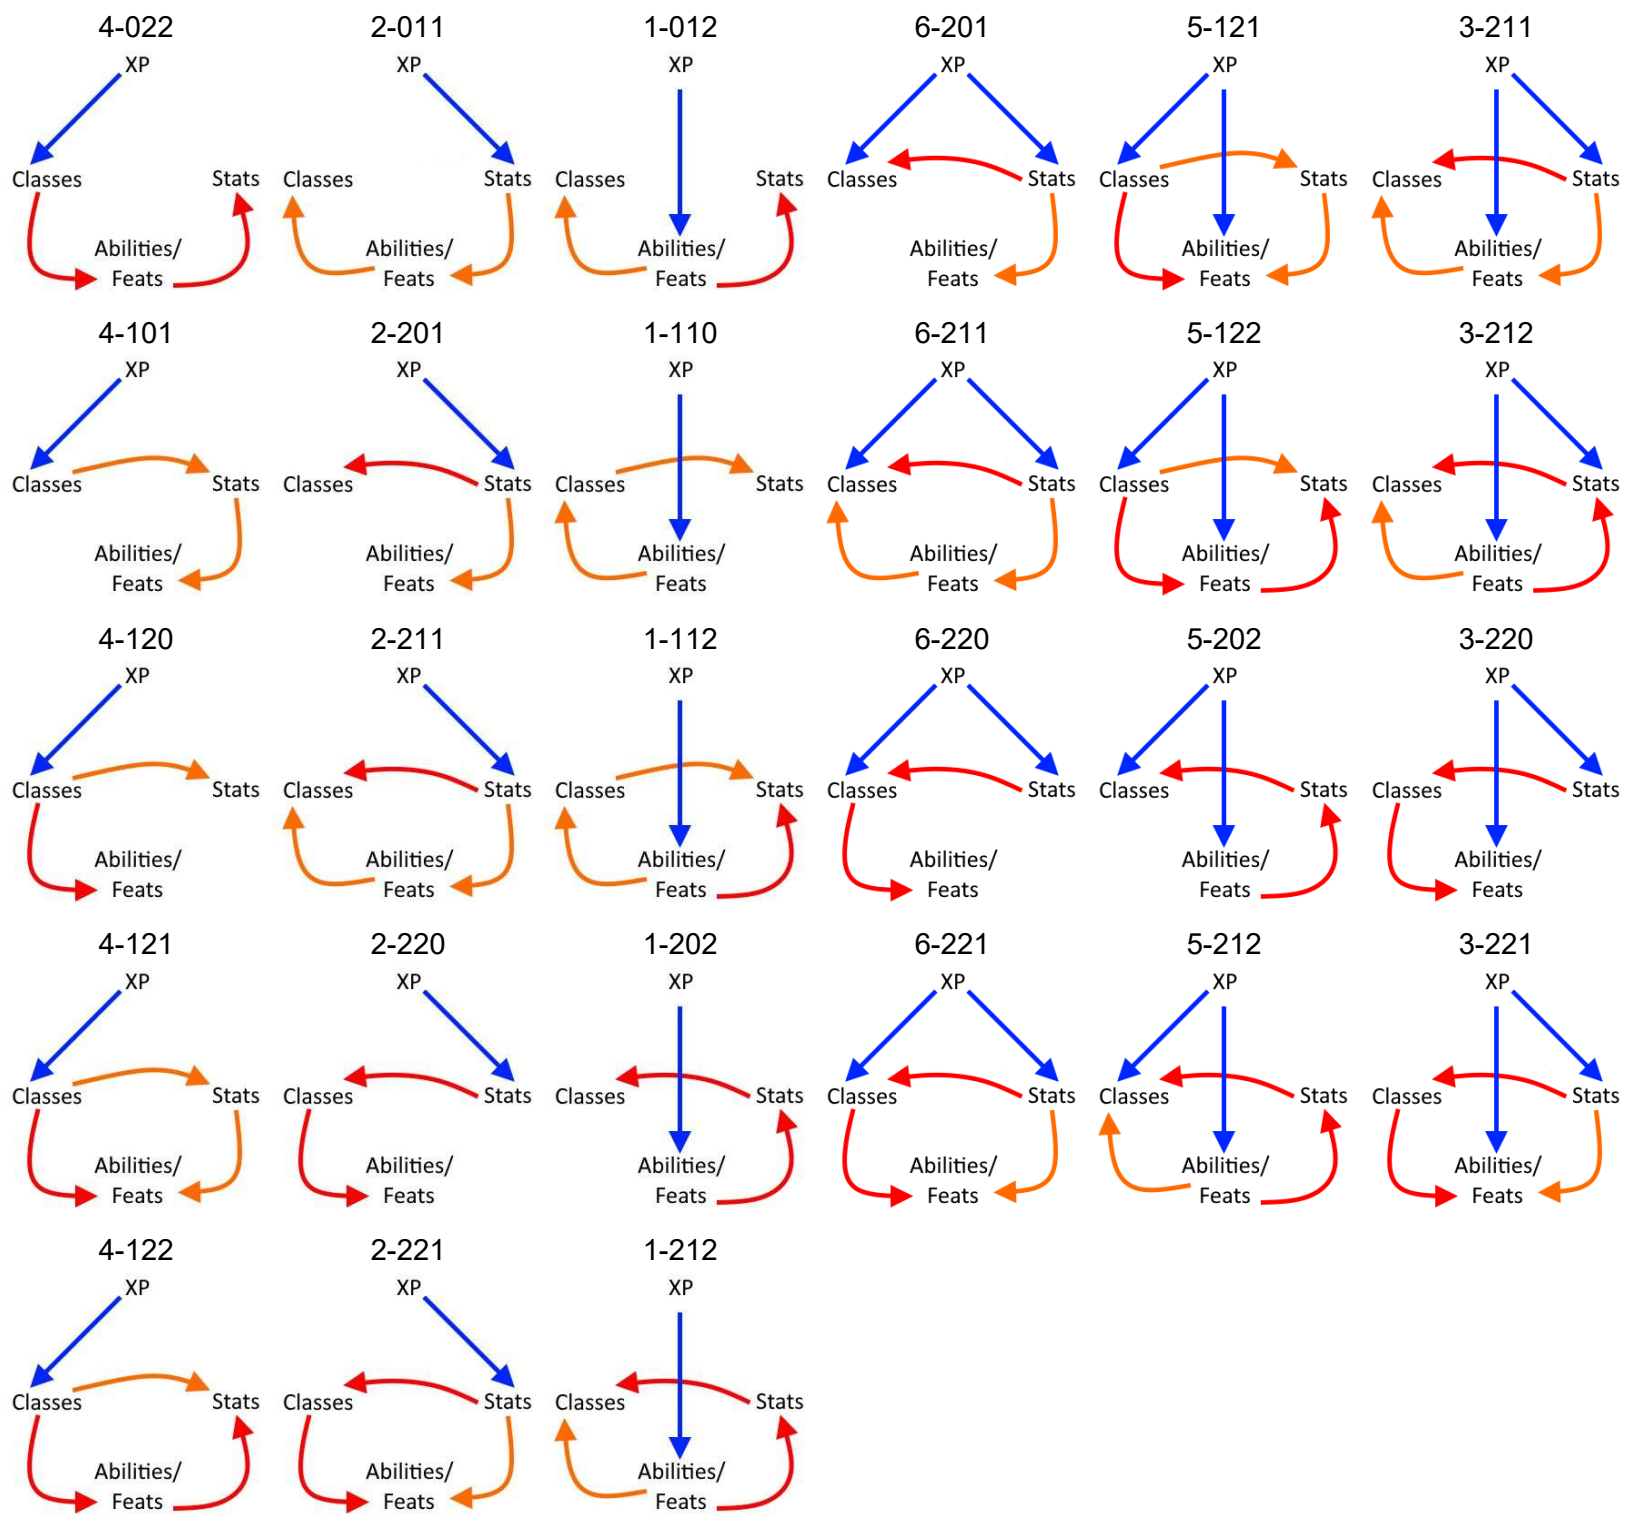 4-022 2-011 1-012 6-201 5-121 3-211
XP XP XP XP XP XP
Classes Stats Classes Stats Classes Stats Classes Stats Classes Stats Classes Stats
Abilities/ Abilities/ Abilities/ Abilities/ Abilities/ Abilities/
Feats Feats Feats Feats Feats Feats
4-101 2-201 1-110 6-211 5-122 3-212
XP XP XP XP XP XP
Classes Stats Classes Stats Classes Stats Classes Stats Classes Stats Classes Stats
Abilities/ Abilities/ Abilities/ Abilities/ Abilities/ Abilities/
Feats Feats Feats Feats Feats Feats
4-120 2-211 1-112 6-220 5-202 3-220
XP XP XP XP XP XP
Classes Stats Classes Stats Classes Stats Classes Stats Classes Stats Classes Stats
Abilities/ Abilities/ Abilities/ Abilities/ Abilities/ Abilities/
Feats Feats Feats Feats Feats Feats
4-121 2-220 1-202 6-221 5-212 3-221
XP XP XP XP XP XP
Classes Stats Classes Stats Classes Stats Classes Stats Classes Stats Classes Stats
Abilities/ Abilities/ Abilities/ Abilities/ Abilities/ Abilities/
Feats Feats Feats Feats Feats Feats
4-122 2-221 1-212
XP XP XP
Classes Stats Classes Stats Classes Stats
Abilities/ Abilities/ Abilities/
Feats Feats Feats